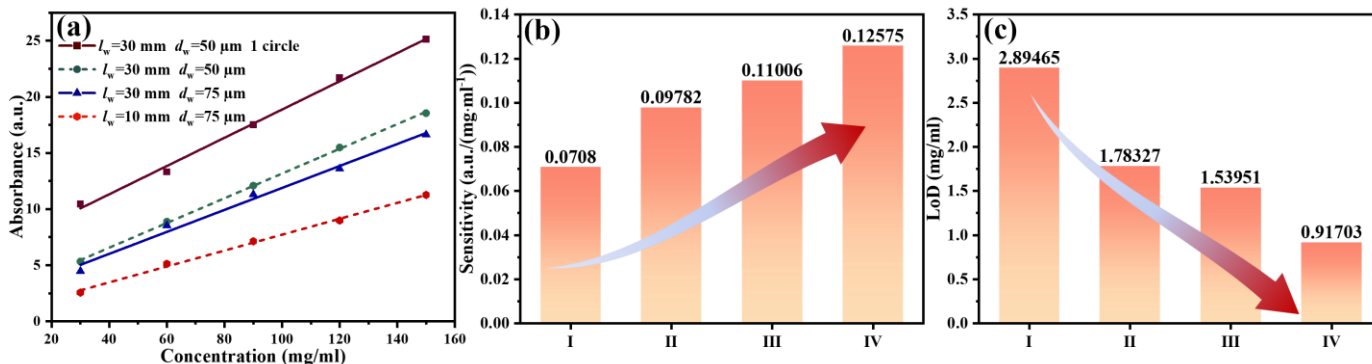 (a)
l_w=30 mm d_w=50 μm 1 circle
l_w=30 mm d_w=50 μm
l_w=30 mm d_w=75 μm
l_w=10 mm d_w=75 μm
Absorbance (a.u.)
25
20
15
10
5
0
20 40 60 80 100 120 140 160
Concentration (mg/ml)
(b)
Sensitivity (a.u./(mg·ml⁻¹)
0.14
0.12
0.10
0.08
0.06
0.04
0.02
0.00
0.0708
0.09782
0.11006
0.12575
I II III IV
(c)
LoD (mg/ml)
3.5
3.0
2.5
2.0
1.5
1.0
0.5
0.0
2.89465
1.78327
1.53951
0.91703
I II III IV